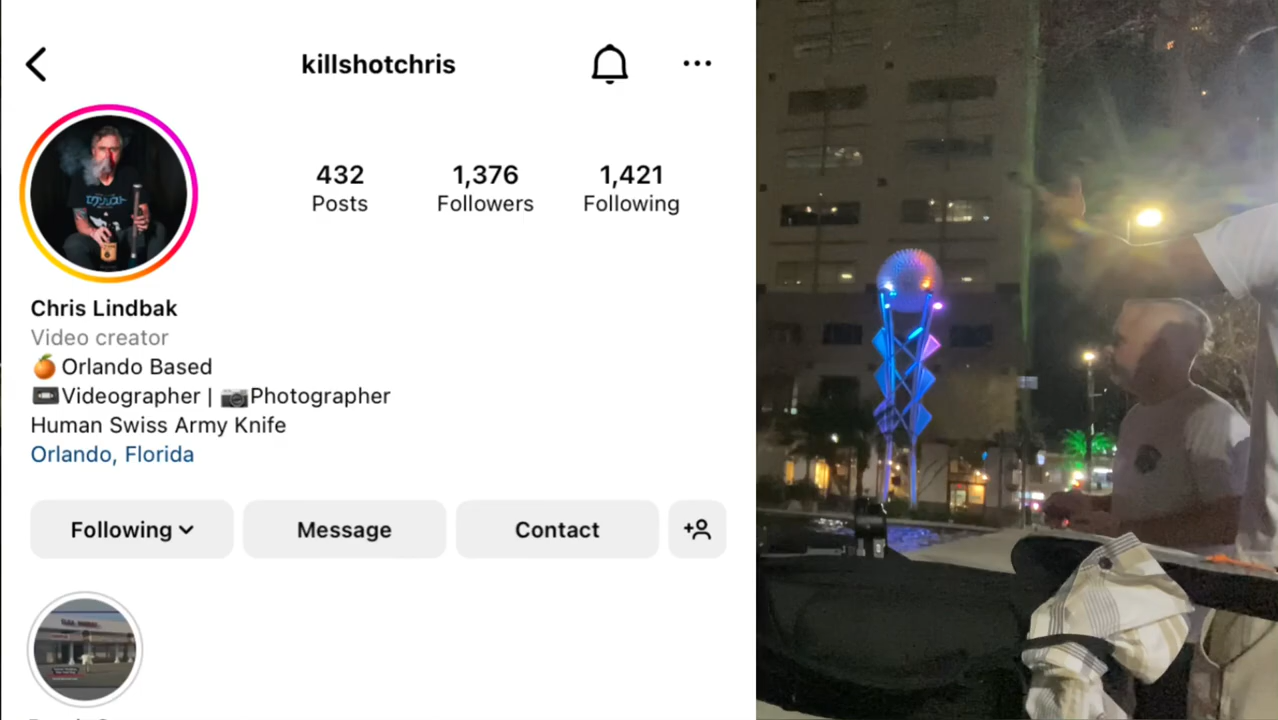 killshotchris
432
Posts
1,376
Followers
1,421
Following
Chris Lindbak
Video creator
🍊 Orlando Based
📼Videographer | 📷Photographer
Human Swiss Army Knife
Orlando, Florida
Following
Message
Contact